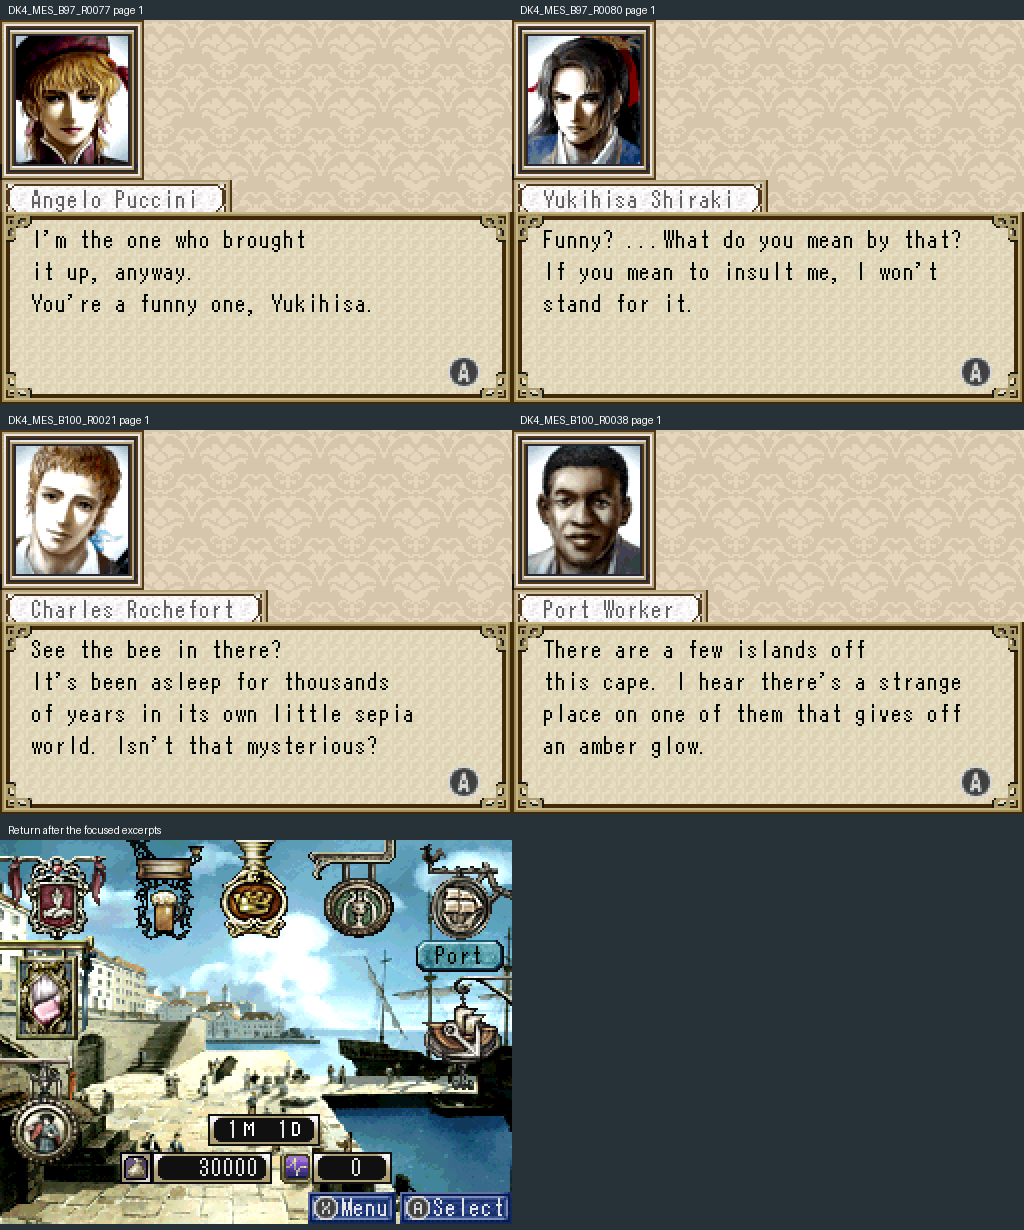 DK4_MES_B97_R0077 page 1
Angelo Puccini
I'm the one who brought
it up, anyway.
You're a funny one, Yukihisa.
A
DK4_MES_B97_R0080 page 1
Yukihisa Shiraki
Funny? ...What do you mean by that?
If you mean to insult me, I won't
stand for it.
A
DK4_MES_B100_R0021 page 1
Charles Rochefort
See the bee in there?
It's been asleep for thousands
of years in its own little sepia
world. Isn't that mysterious?
A
DK4_MES_B100_R0038 page 1
Port Worker
There are a few islands off
this cape. I hear there's a strange
place on one of them that gives off
an amber glow.
A
Return after the focused excerpts
Port
1M 1D
30000
0
X Menu
A Select